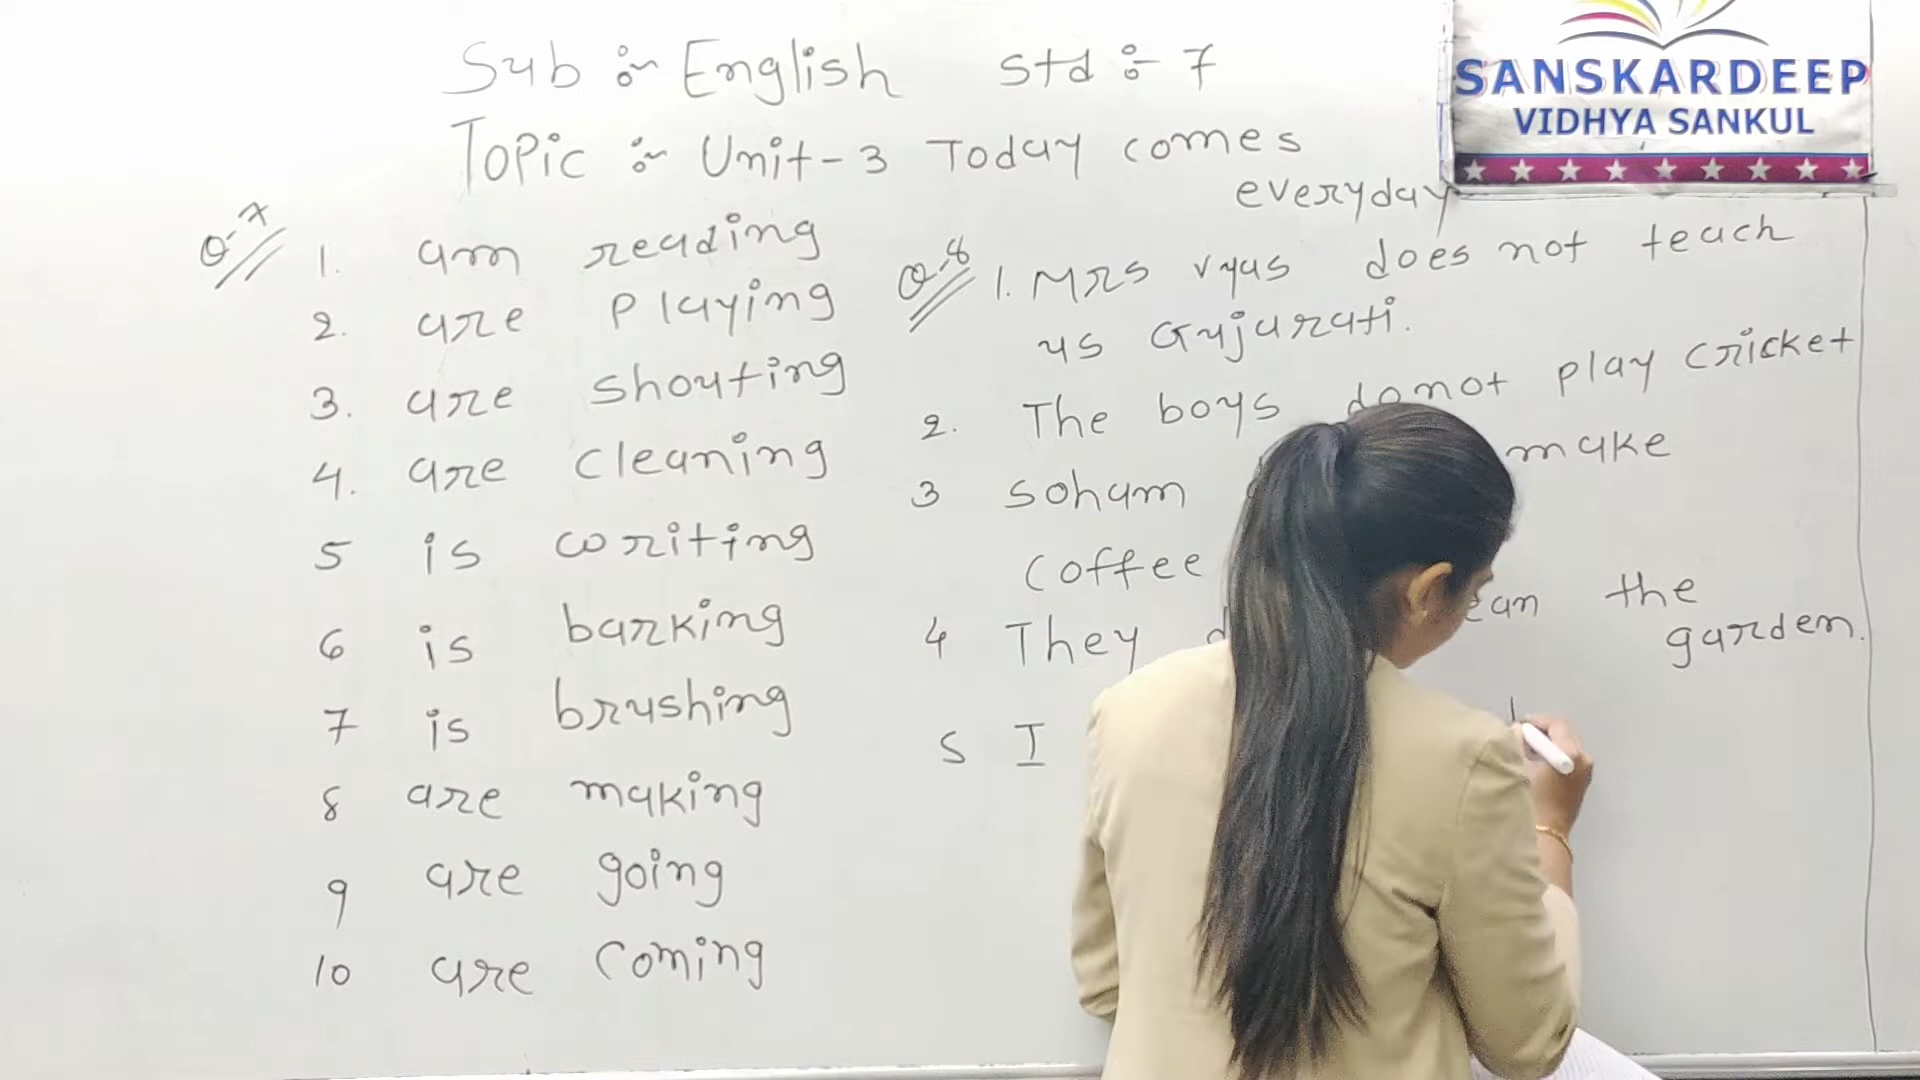 Sub :- English Std :- 7
Topic :- Unit-3 Today comes
everyday
Q-7
1. am reading
2. are playing
3. are shouting
4. are cleaning
5 is writing
6 is barking
7 is brushing
8 are making
9 are going
10 are coming
Q-8
1. Mrs vyas does not teach
us Gujarati.
2. The boys do not play cricket
3 soham make
coffee
4 They the
garden.
5 I
SANSKARDEEP
VIDHYA SANKUL